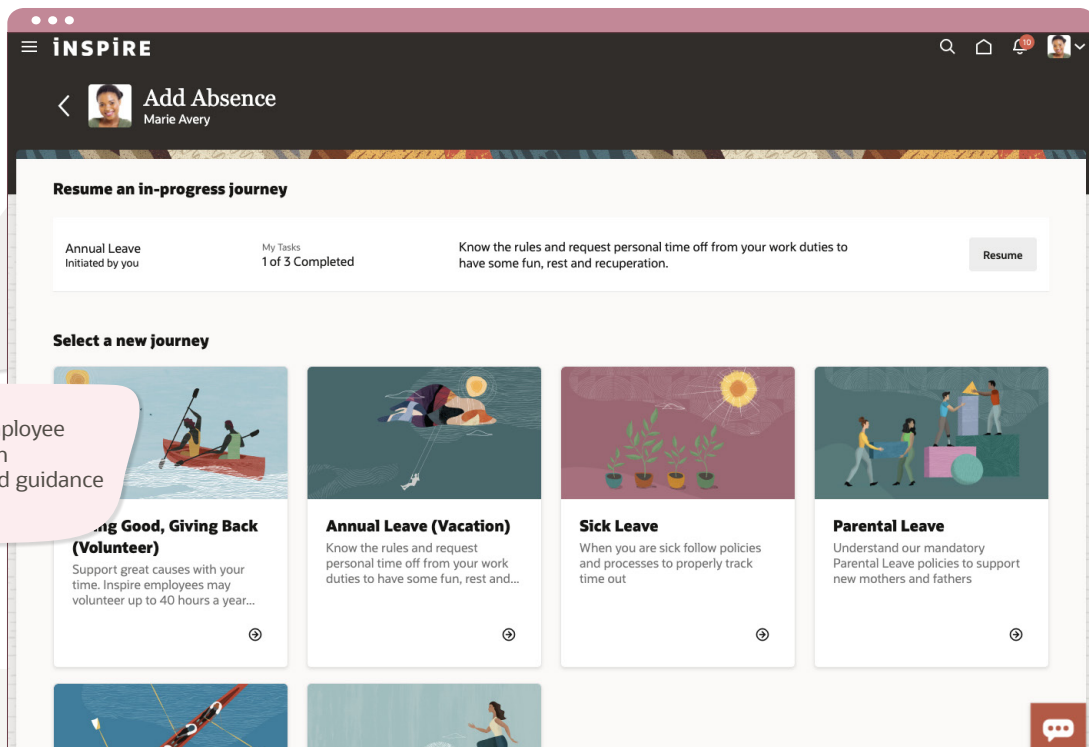 iNSPiRE
10
Add Absence
Marie Avery
Resume an in-progress journey
Annual Leave
Initiated by you
My Tasks
1 of 3 Completed
Know the rules and request personal time off from your work duties to
have some fun, rest and recuperation.
Resume
Select a new journey
guidance
Good, Giving Back
(Volunteer)
Support great causes with your
time. Inspire employees may
volunteer up to 40 hours a year...
Annual Leave (Vacation)
Know the rules and request
personal time off from your work
duties to have some fun, rest and...
Sick Leave
When you are sick follow policies
and processes to properly track
time out
Parental Leave
Understand our mandatory
Parental Leave policies to support
new mothers and fathers